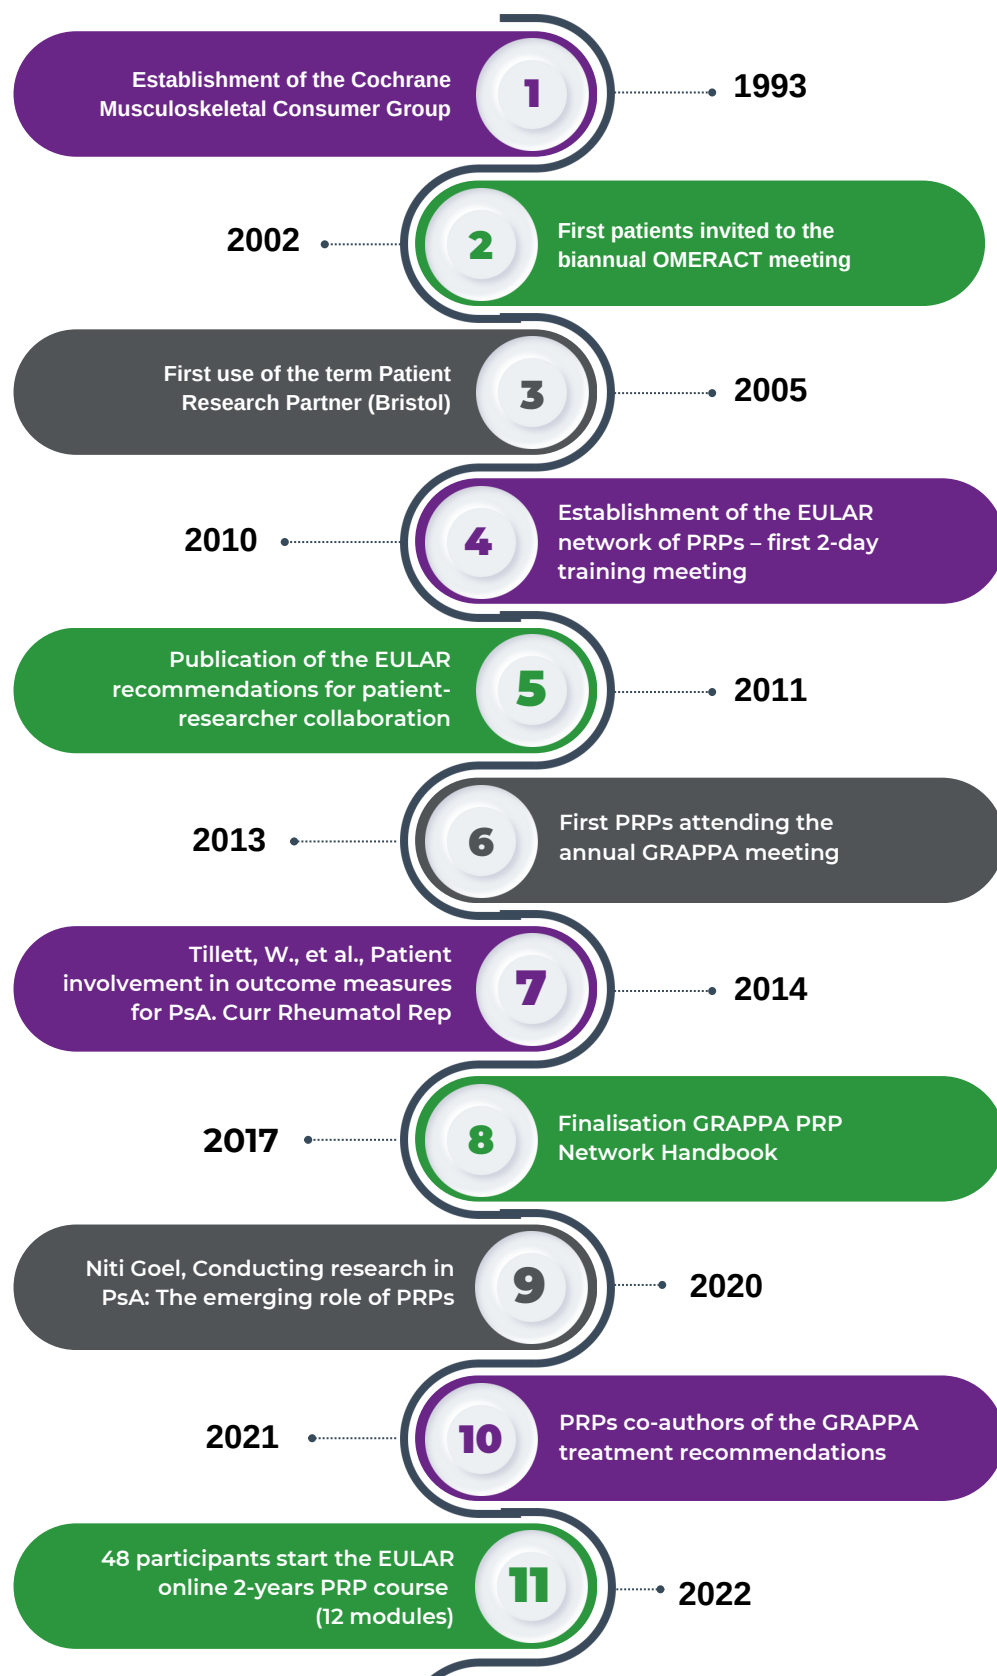 Establishment of the Cochrane
Musculoskeletal Consumer Group
1
1993
2002
2
First patients invited to the
biannual OMERACT meeting
First use of the term Patient
Research Partner (Bristol)
3
2005
2010
4
Establishment of the EULAR
network of PRPs – first 2-day
training meeting
Publication of the EULAR
recommendations for patient-
researcher collaboration
5
2011
2013
6
First PRPs attending the
annual GRAPPA meeting
Tillett, W., et al., Patient
involvement in outcome measures
for PsA. Curr Rheumatol Rep
7
2014
2017
8
Finalisation GRAPPA PRP
Network Handbook
Niti Goel, Conducting research in
PsA: The emerging role of PRPs
9
2020
2021
10
PRPs co-authors of the GRAPPA
treatment recommendations
48 participants start the EULAR
online 2-years PRP course
(12 modules)
11
2022